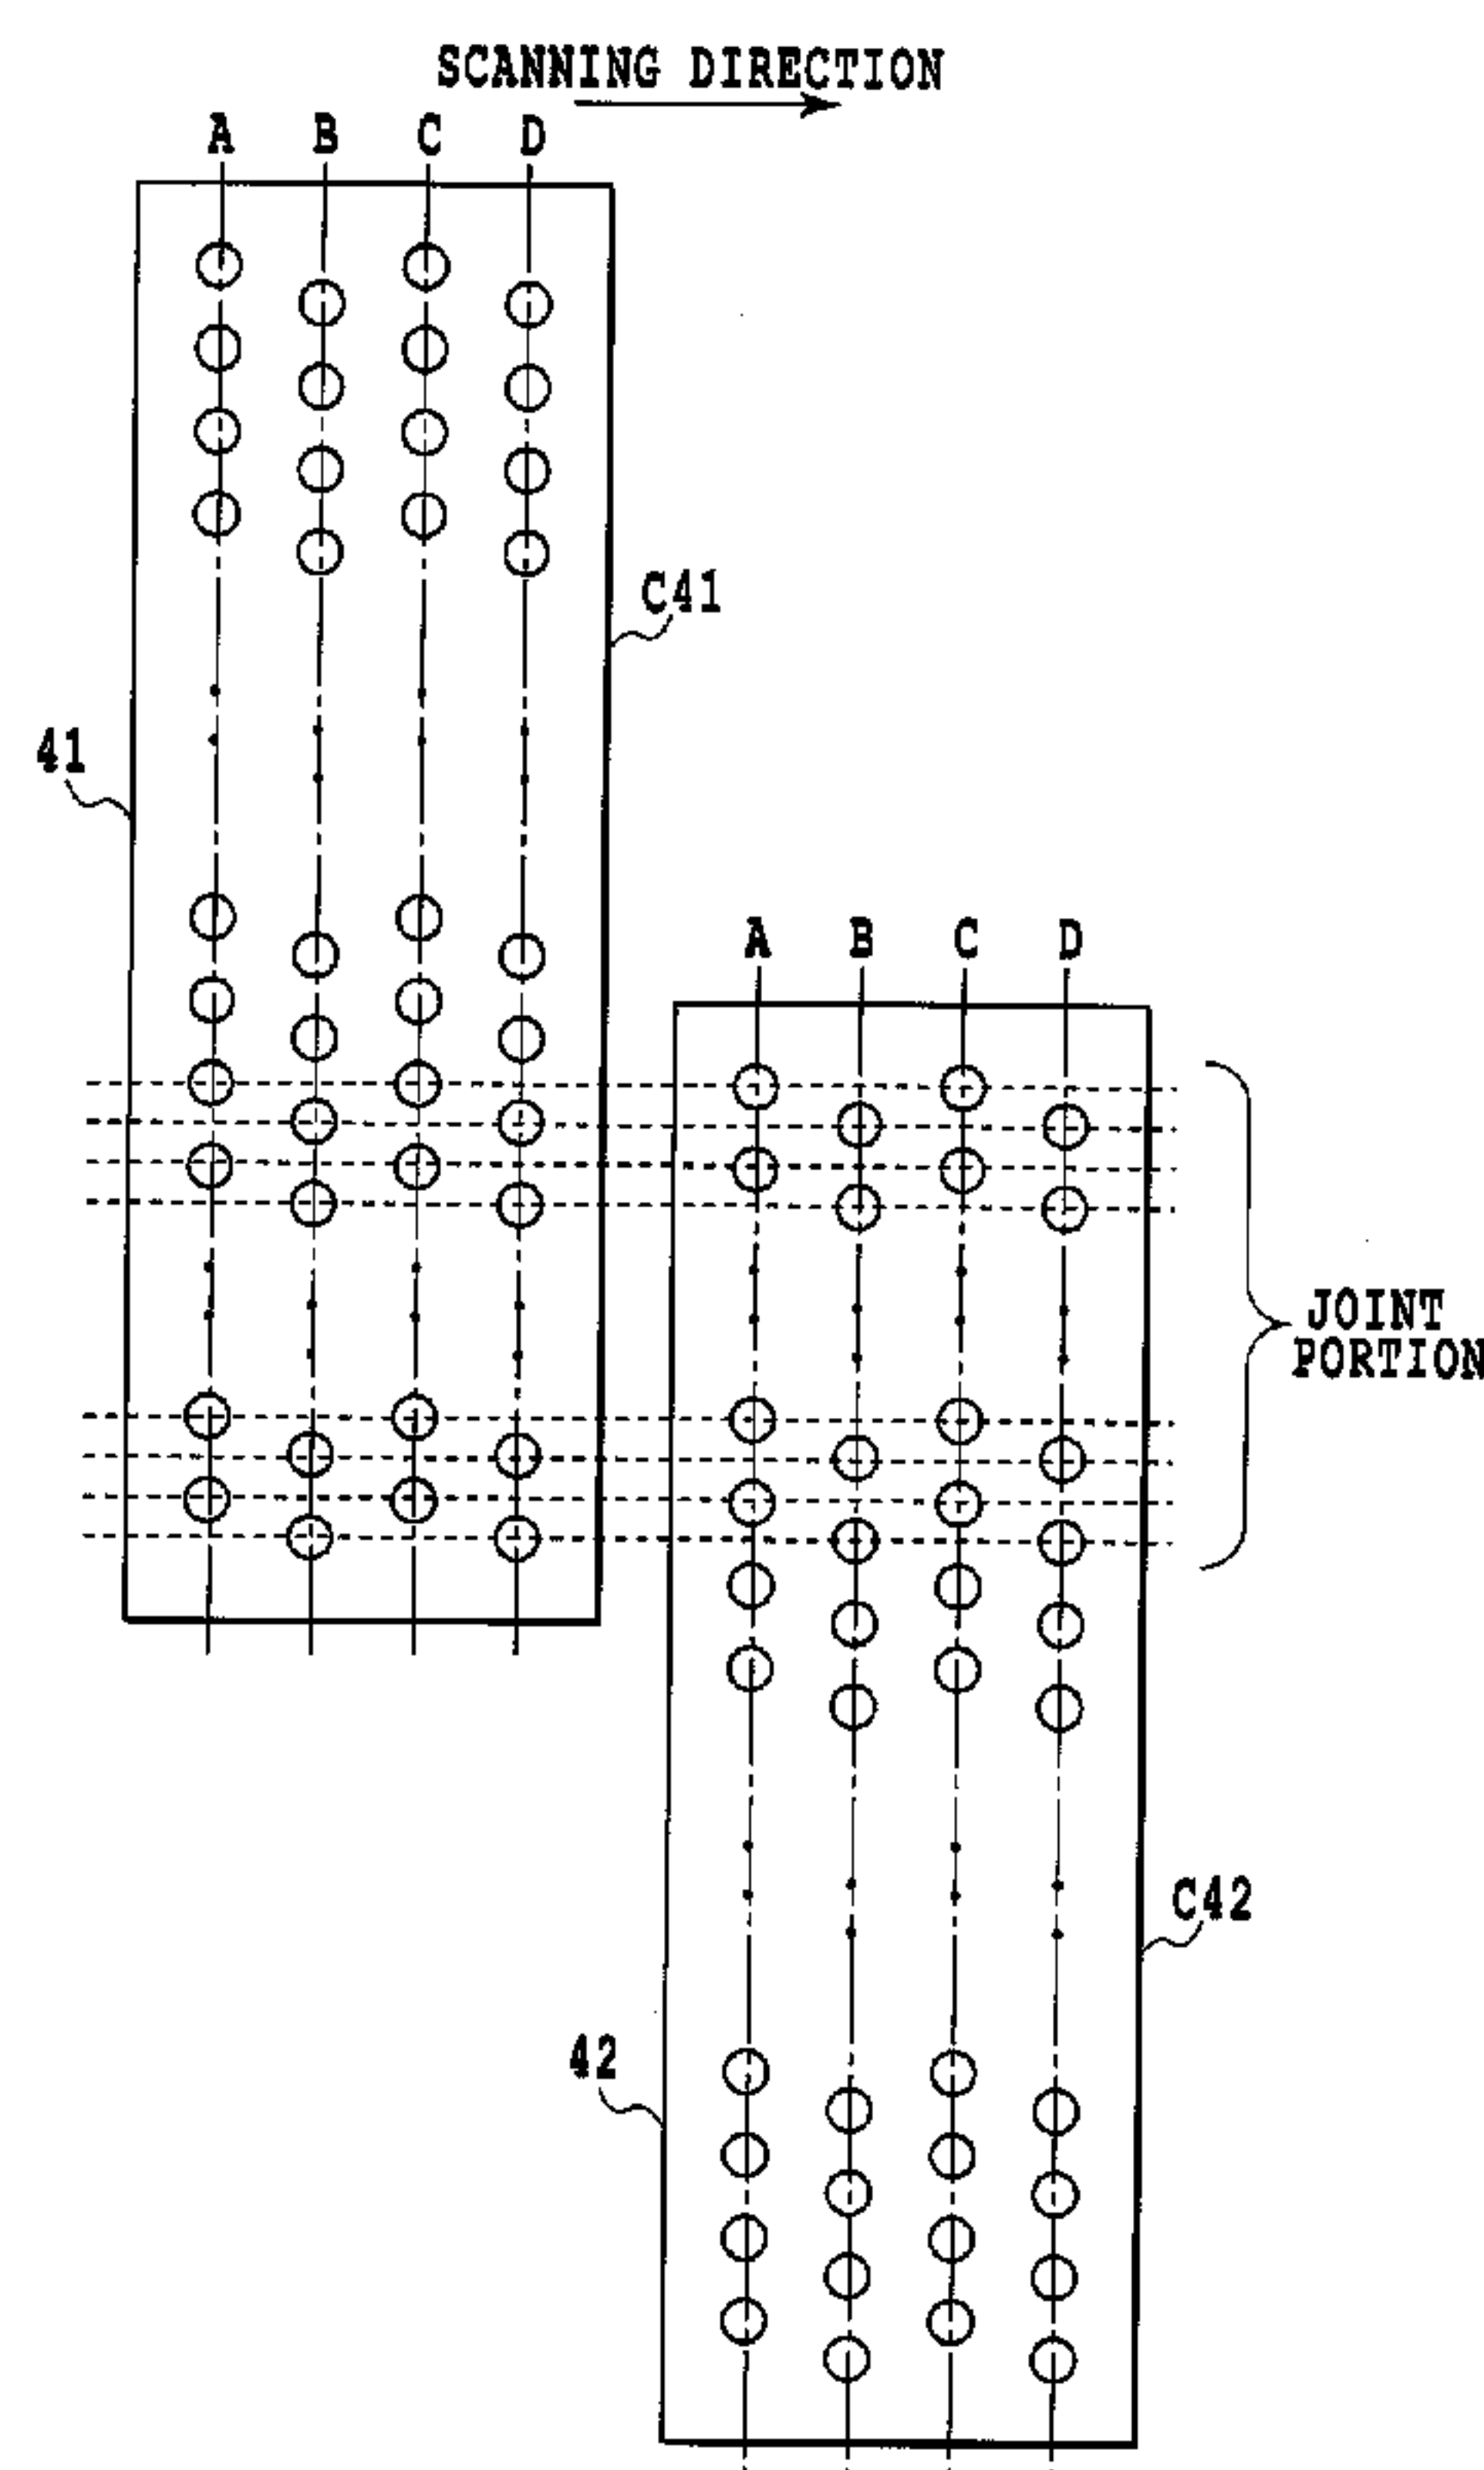 SCANNING DIRECTION
A B C D
C41
41
A B C D
JOINT
PORTION
C42
42